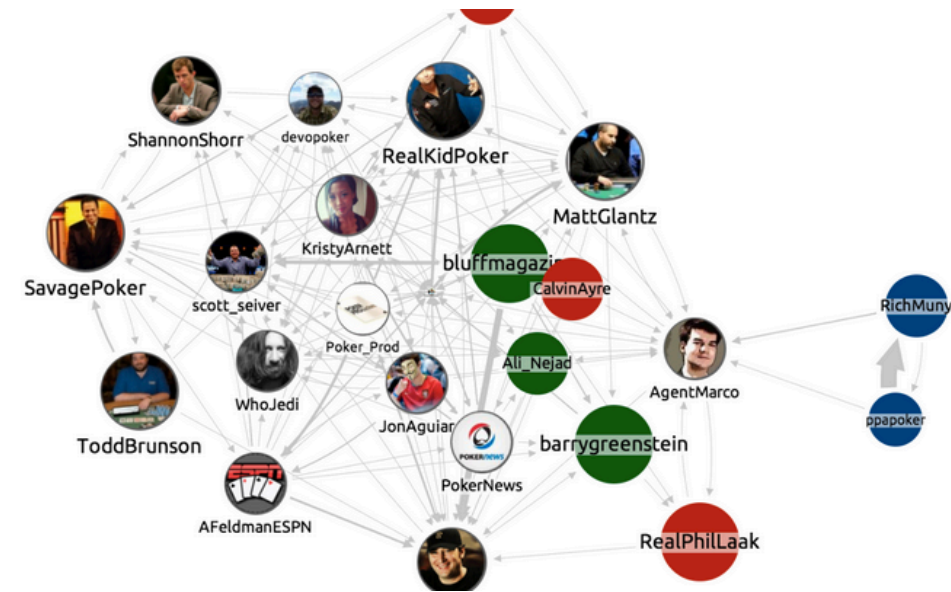 ShannonShorr
devopoker
RealKidPoker
MattGlantz
KristyArnett
SavagePoker
scott_seiver
bluffmagazin
CalvinAyre
RichMuny
Poker_Prod
Ali_Nejad
AgentMarco
WhoJedi
ppapoker
JonAguiar
ToddBrunson
barrygreenstein
POKERNEWS
PokerNews
ESPN
AFeldmanESPN
RealPhilLaak